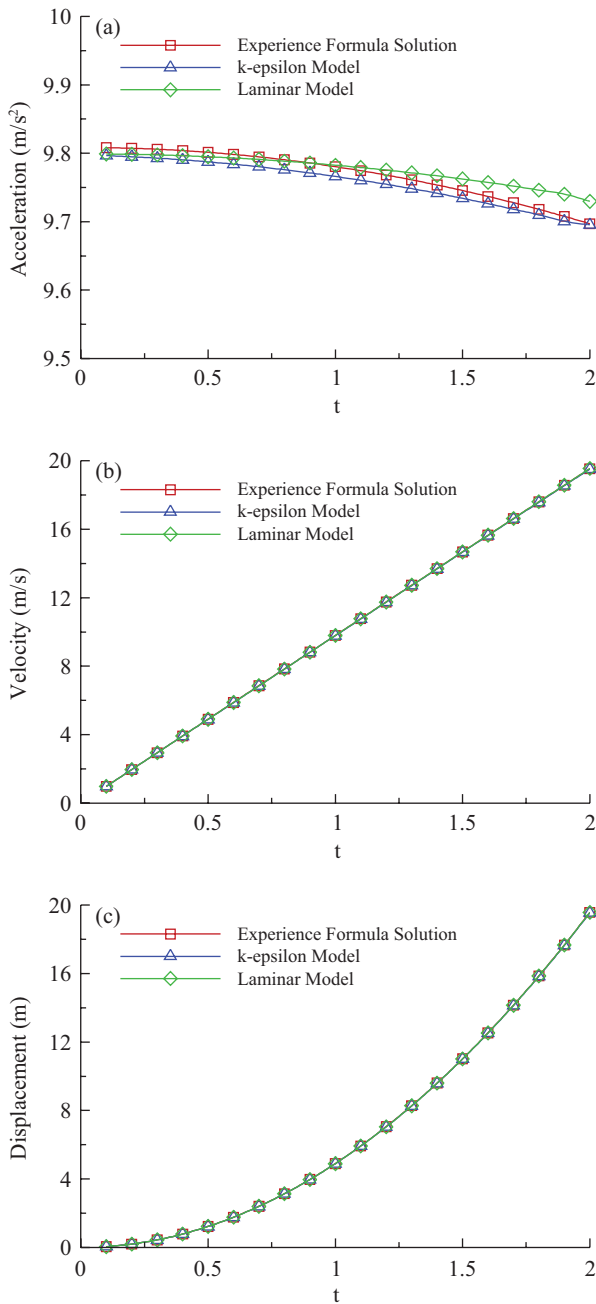 (a)
Experience Formula Solution
k-epsilon Model
Laminar Model
Acceleration (m/s²)
10
9.9
9.8
9.7
9.6
9.5
0 0.5 1 1.5 2
t
(b)
Experience Formula Solution
k-epsilon Model
Laminar Model
Velocity (m/s)
20
16
12
8
4
0
0 0.5 1 1.5 2
t
(c)
Experience Formula Solution
k-epsilon Model
Laminar Model
Displacement (m)
20
16
12
8
4
0
0 0.5 1 1.5 2
t